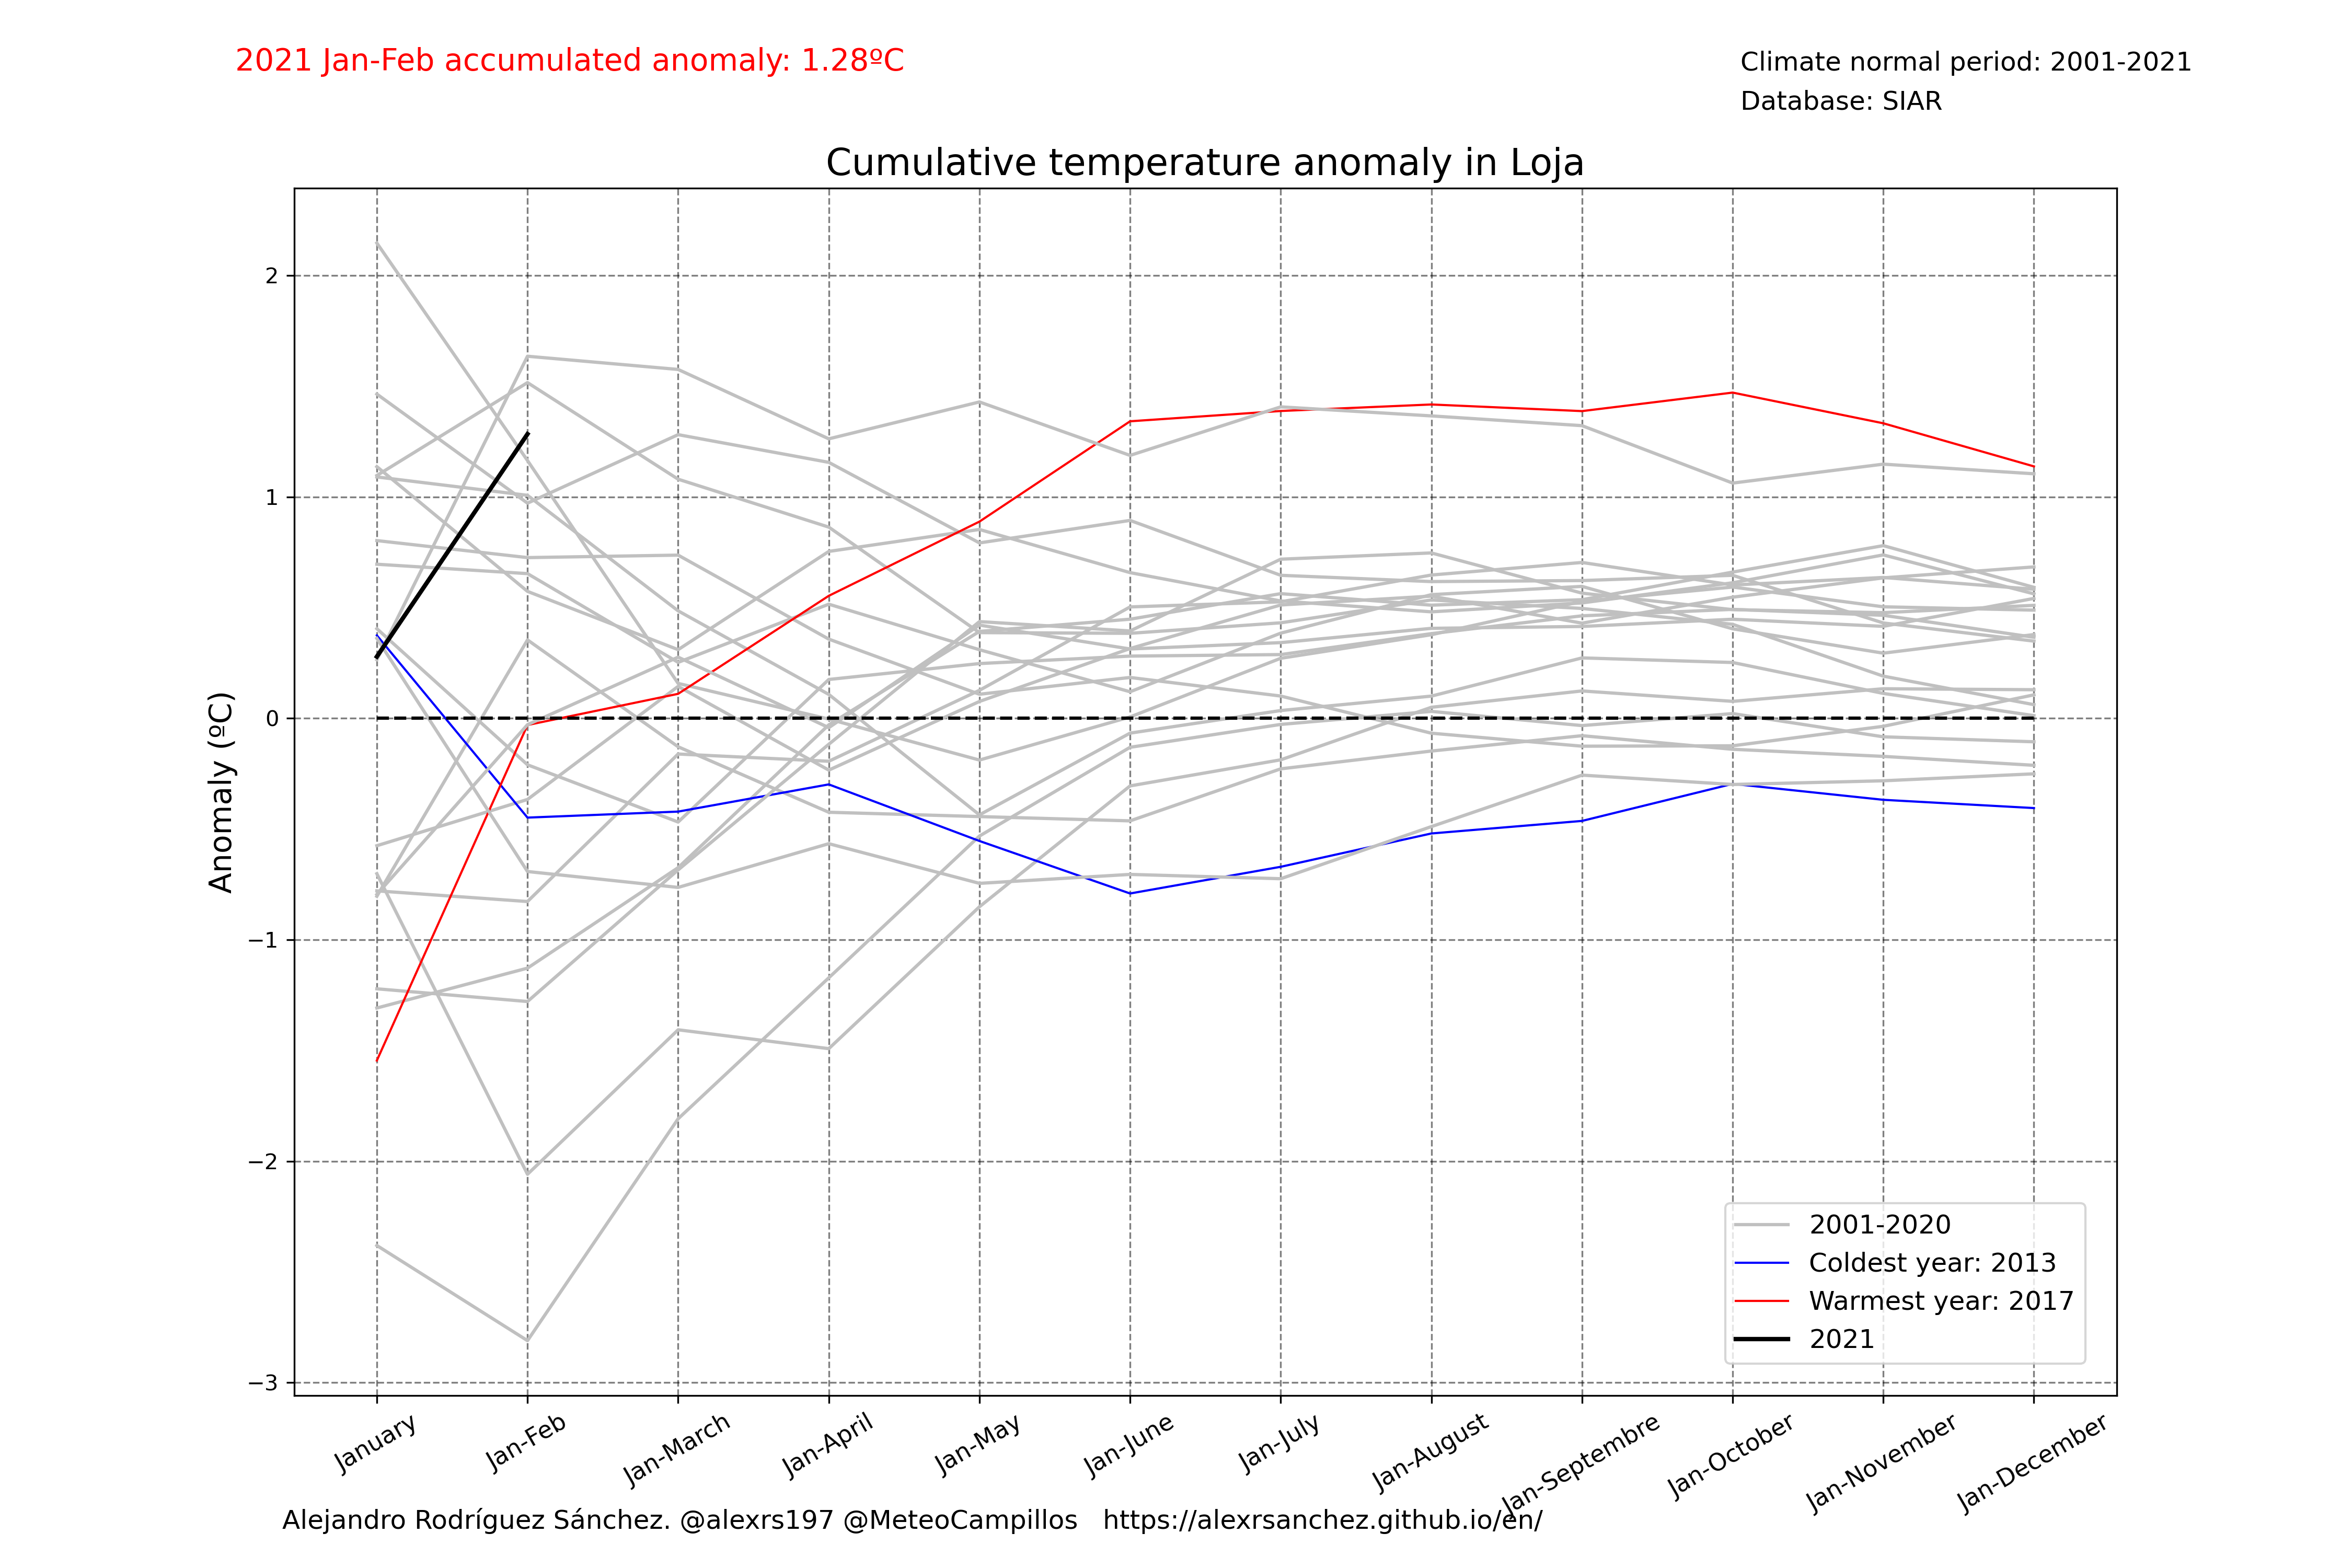 2021 Jan-Feb accumulated anomaly: 1.28ºC
Climate normal period: 2001-2021
Database: SIAR
Cumulative temperature anomaly in Loja
Anomaly (ºC)
2
1
0
−1
−2
−3
2001-2020
Coldest year: 2013
Warmest year: 2017
2021
January
Jan-Feb
Jan-March
Jan-April
Jan-May
Jan-June
Jan-July
Jan-August
Jan-Septembre
Jan-October
Jan-November
Jan-December
Alejandro Rodríguez Sánchez. @alexrs197 @MeteoCampillos https://alexrsanchez.github.io/en/